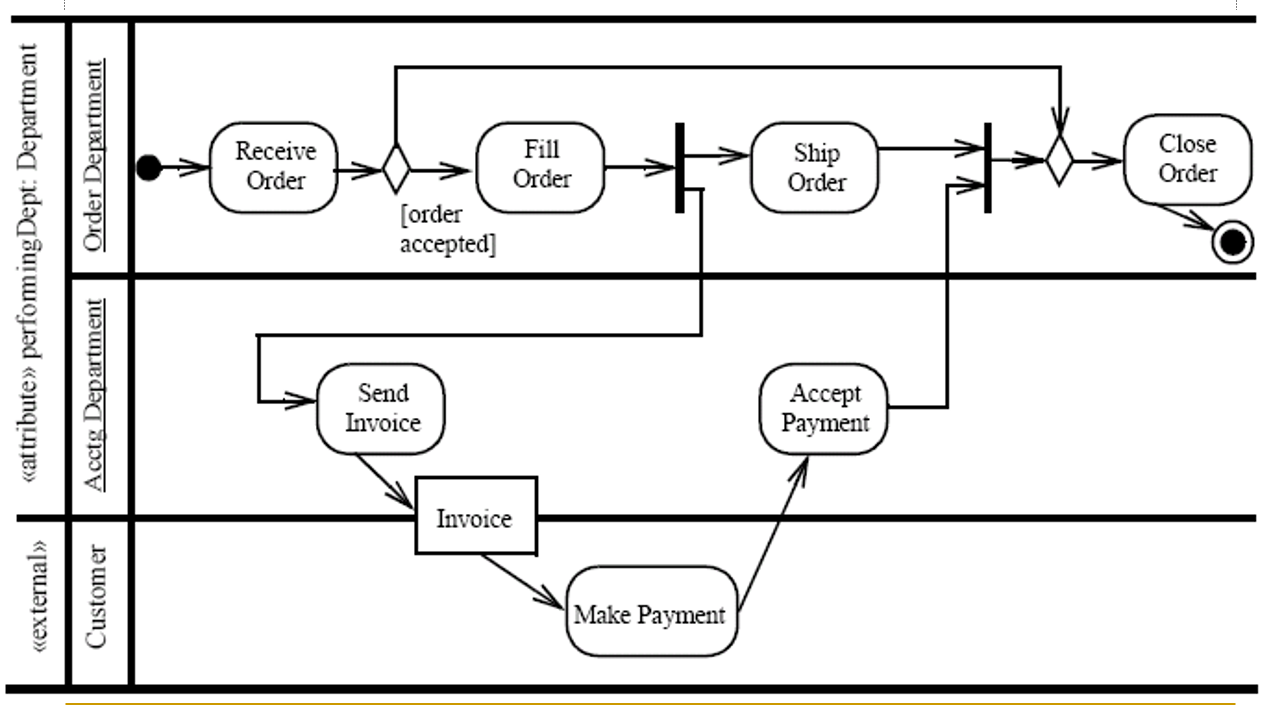 «attribute» performingDept: Department
Order Department
Receive
Order
[order
accepted]
Fill
Order
Ship
Order
Close
Order
Acctg Department
Send
Invoice
Accept
Payment
Invoice
«external»
Customer
Make Payment